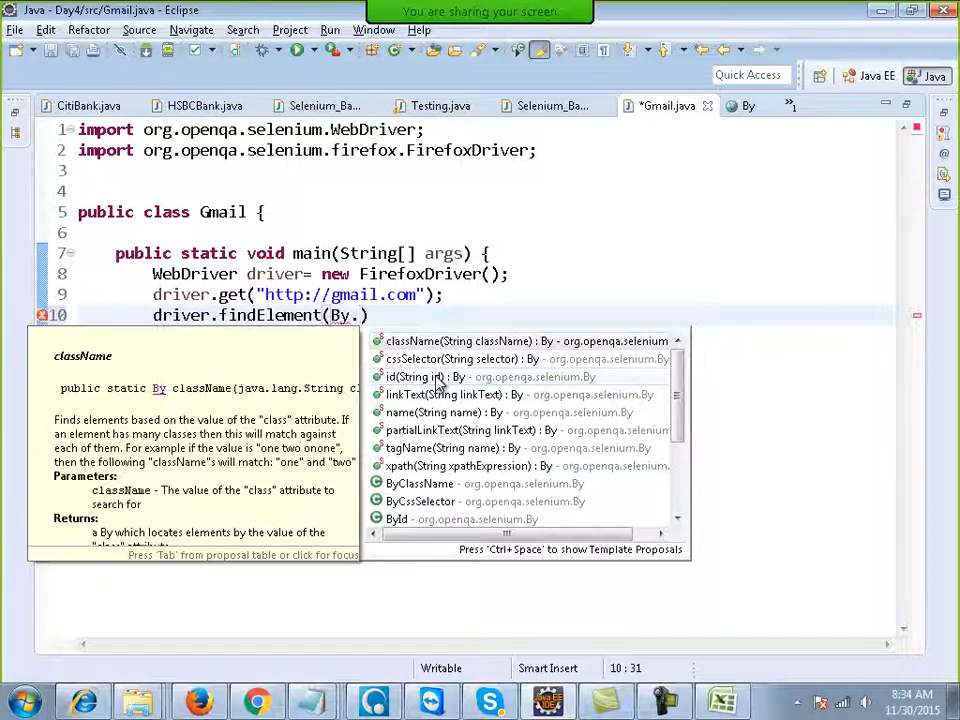 You are sharing your screen
Java - Day4/src/Gmail.java - Eclipse
File Edit Refactor Source Navigate Search Project Run Window Help
Quick Access Java EE Java
CitiBank.java HSBCBank.java Selenium_Ba... Testing.java Selenium_Ba... *Gmail.java By »1
1 import org.openqa.selenium.WebDriver;
2 import org.openqa.selenium.firefox.FirefoxDriver;
3
4
5 public class Gmail {
6
7 public static void main(String[] args) {
8 WebDriver driver= new FirefoxDriver();
9 driver.get("http://gmail.com");
10 driver.findElement(By.)
className
public static By className(java.lang.String cl
Finds elements based on the value of the "class" attribute. If
an element has many classes then this will match against
each of them. For example if the value is "one two onone",
then the following "className"s will match: "one" and "two"
Parameters:
className - The value of the "class" attribute to
search for
Returns:
a By which locates elements by the value of the
"class" attribute
Press 'Tab' from proposal table or click for focus
className(String className) : By - org.openqa.selenium
cssSelector(String selector) : By - org.openqa.selenium.By
id(String id) : By - org.openqa.selenium.By
linkText(String linkText) : By - org.openqa.selenium.By
name(String name) : By - org.openqa.selenium.By
partialLinkText(String linkText) : By - org.openqa.selenium
tagName(String name) : By - org.openqa.selenium.By
xpath(String xpathExpression) : By - org.openqa.selenium.
ByClassName - org.openqa.selenium.By
ByCssSelector - org.openqa.selenium.By
ById - org.openqa.selenium.By
Press 'Ctrl+Space' to show Template Proposals
Writable Smart Insert 10 : 31
8:34 AM
11/30/2015